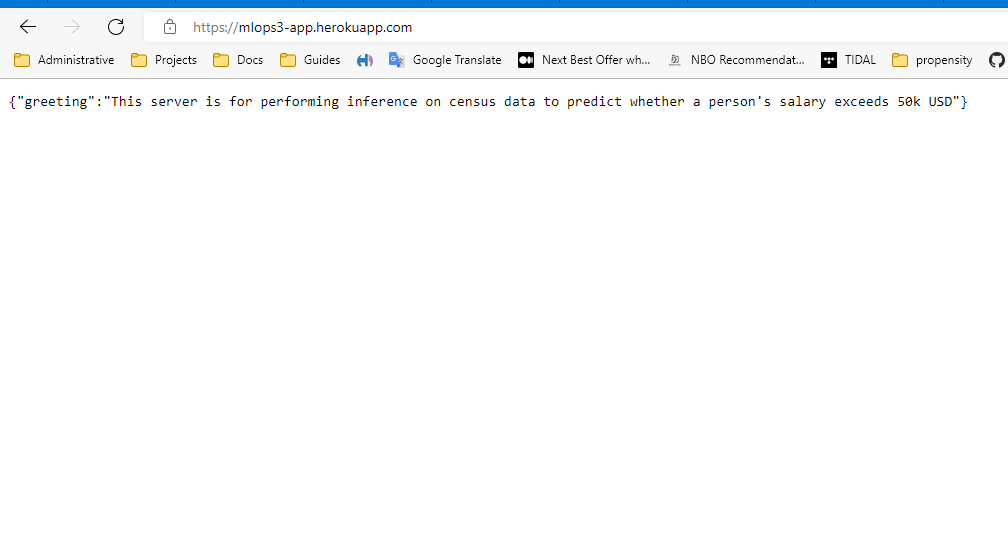 https://mlops3-app.herokuapp.com
Administrative Projects Docs Guides Google Translate Next Best Offer wh... NBO Recommendat... TIDAL propensity
{"greeting":"This server is for performing inference on census data to predict whether a person's salary exceeds 50k USD"}